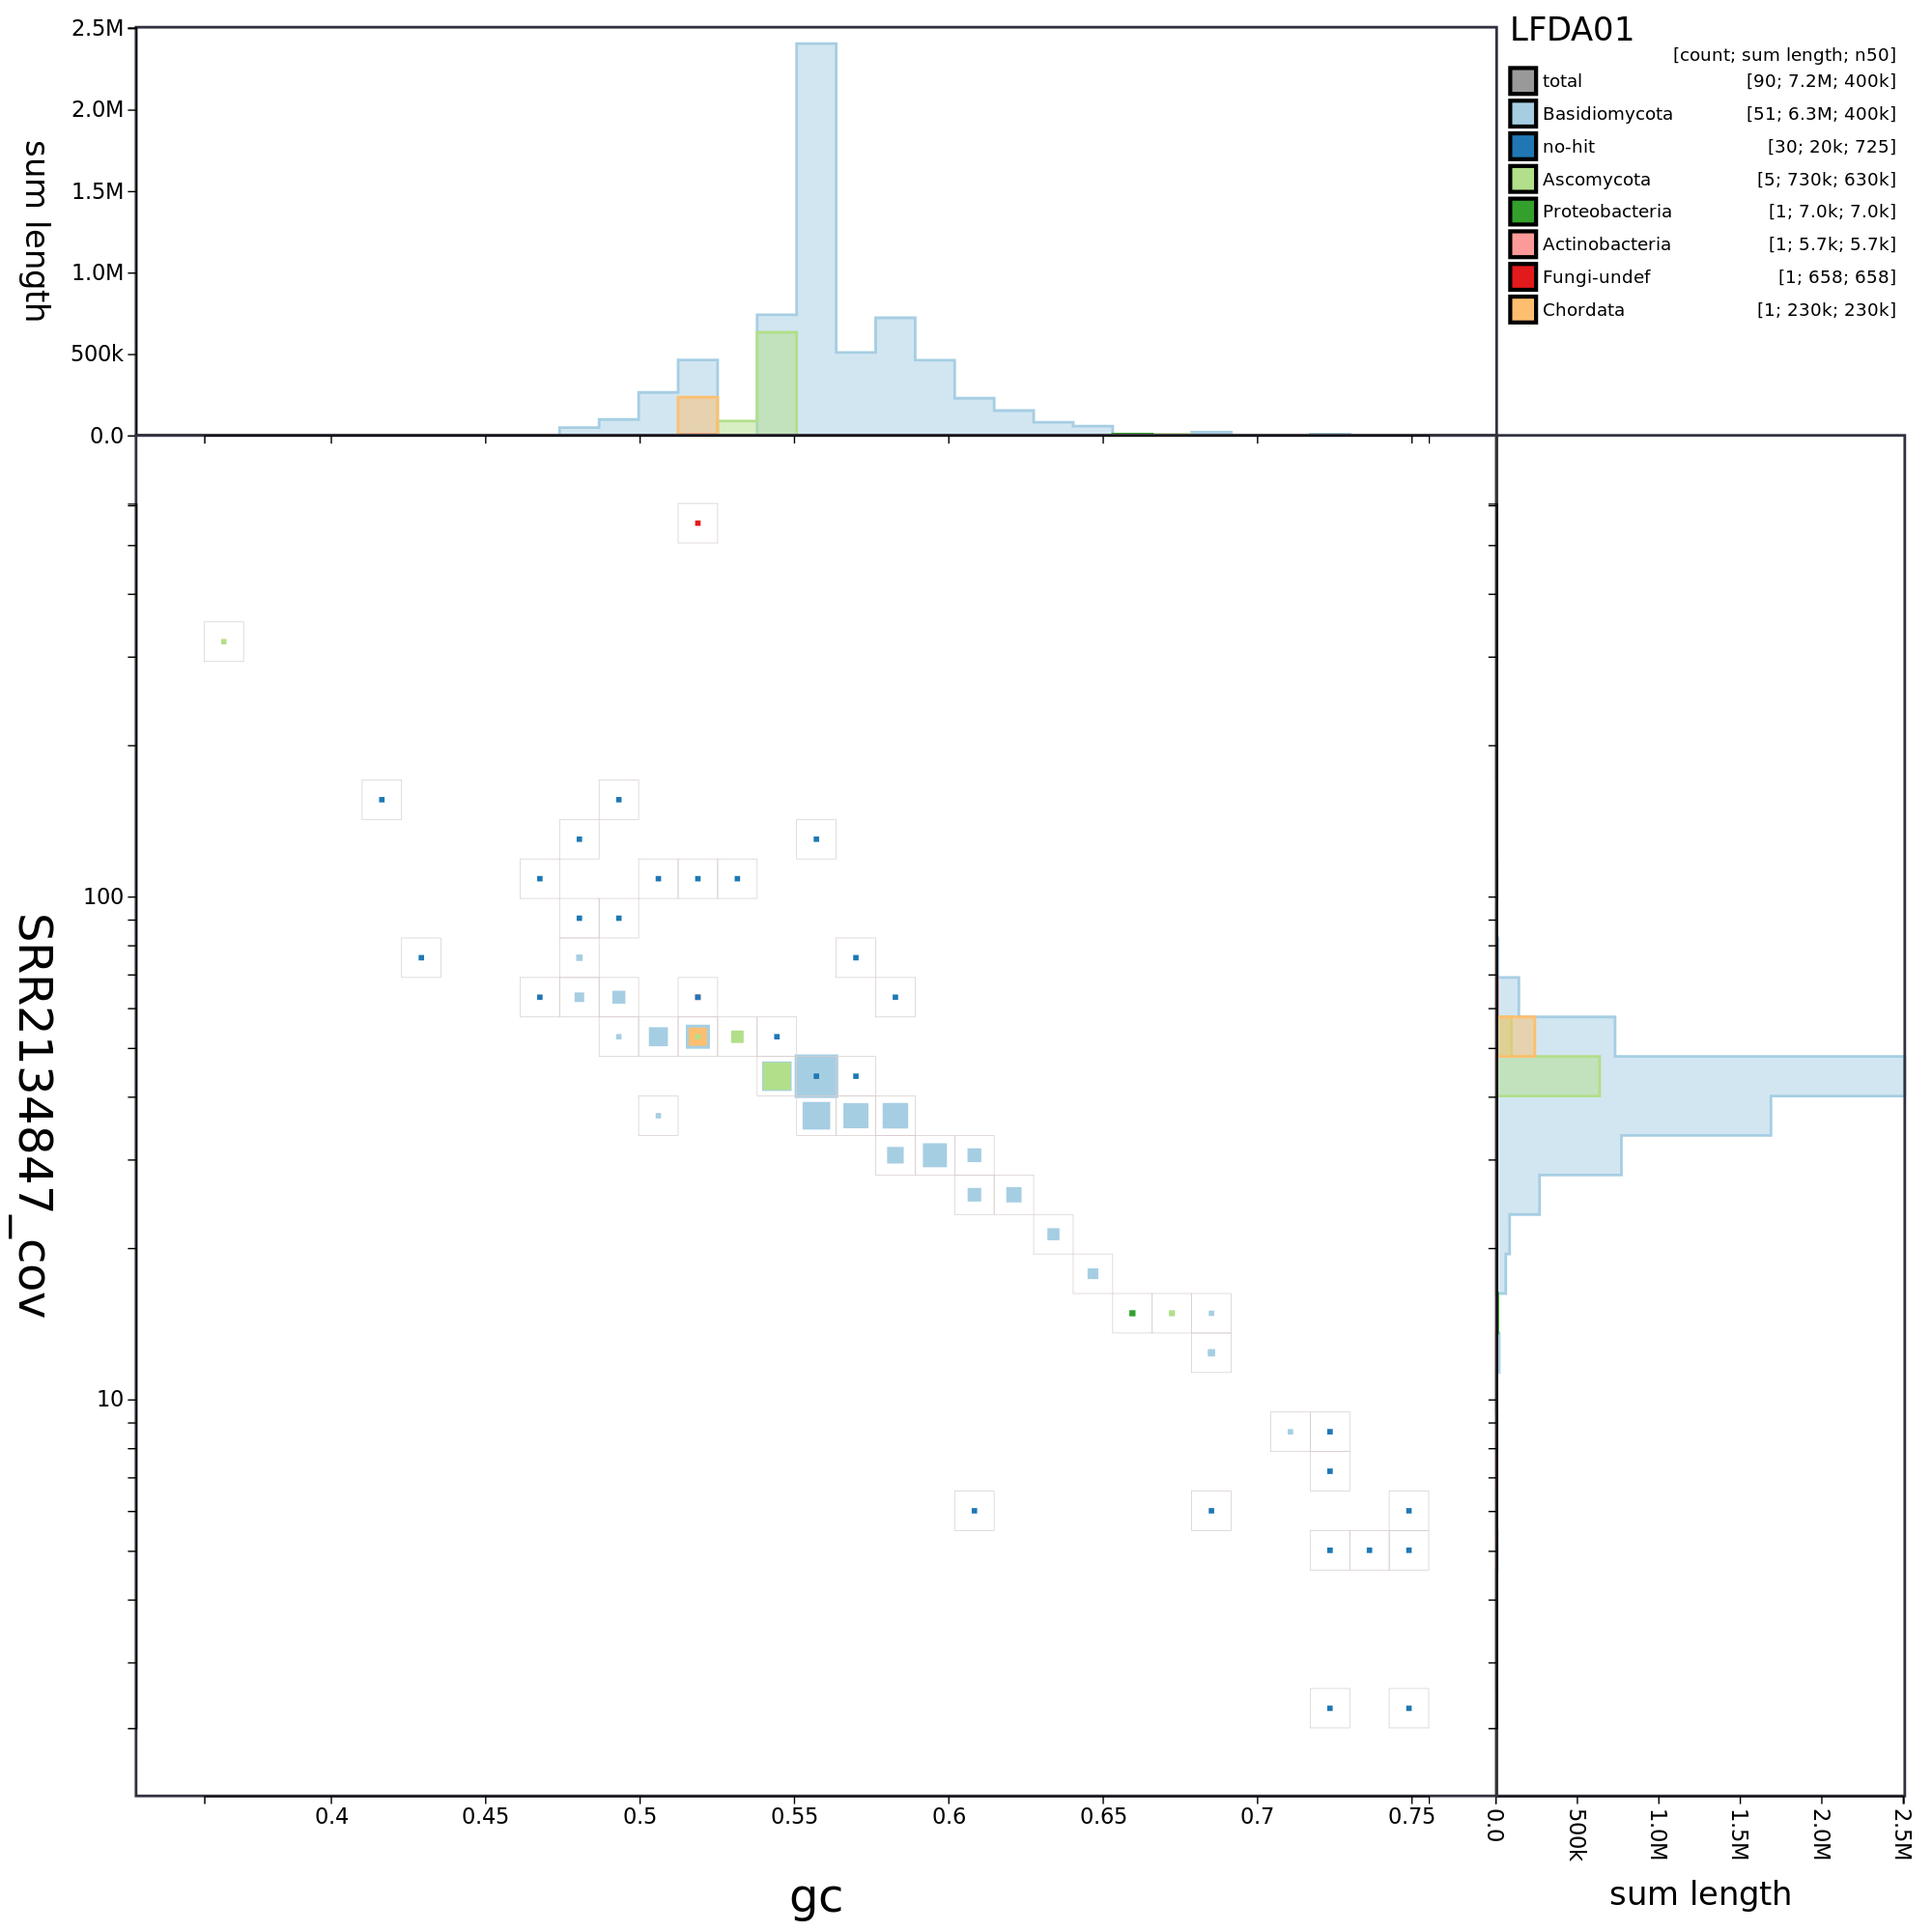 LFDA01
[count; sum length; n50]
total [90; 7.2M; 400k]
Basidiomycota [51; 6.3M; 400k]
no-hit [30; 20k; 725]
Ascomycota [5; 730k; 630k]
Proteobacteria [1; 7.0k; 7.0k]
Actinobacteria [1; 5.7k; 5.7k]
Fungi-undef [1; 658; 658]
Chordata [1; 230k; 230k]
sum length
2.5M
2.0M
1.5M
1.0M
500k
0.0
SRR2134847_cov
100
10
0.4 0.45 0.5 0.55 0.6 0.65 0.7 0.75
gc
0.0 500k 1.0M 1.5M 2.0M 2.5M
sum length